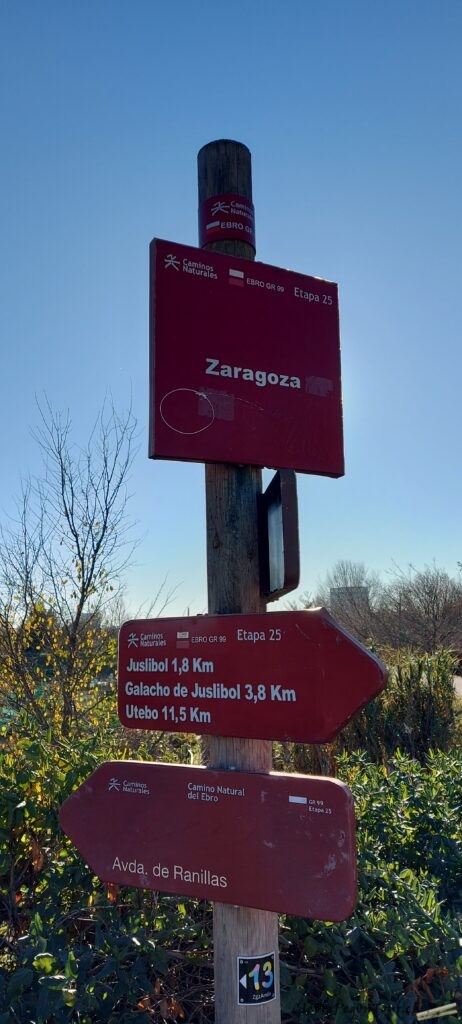 Caminos
Naturales
EBRO GR
Caminos
Naturales
EBRO GR 99
Etapa 25
Zaragoza
Caminos
Naturales
EBRO GR 99
Etapa 25
Juslibol 1,8 Km
Galacho de Juslibol 3,8 Km
Utebo 11,5 Km
Caminos
Naturales
Camino Natural
del Ebro
GR 99
Etapa 25
Avda. de Ranillas
13
ZgzAnda